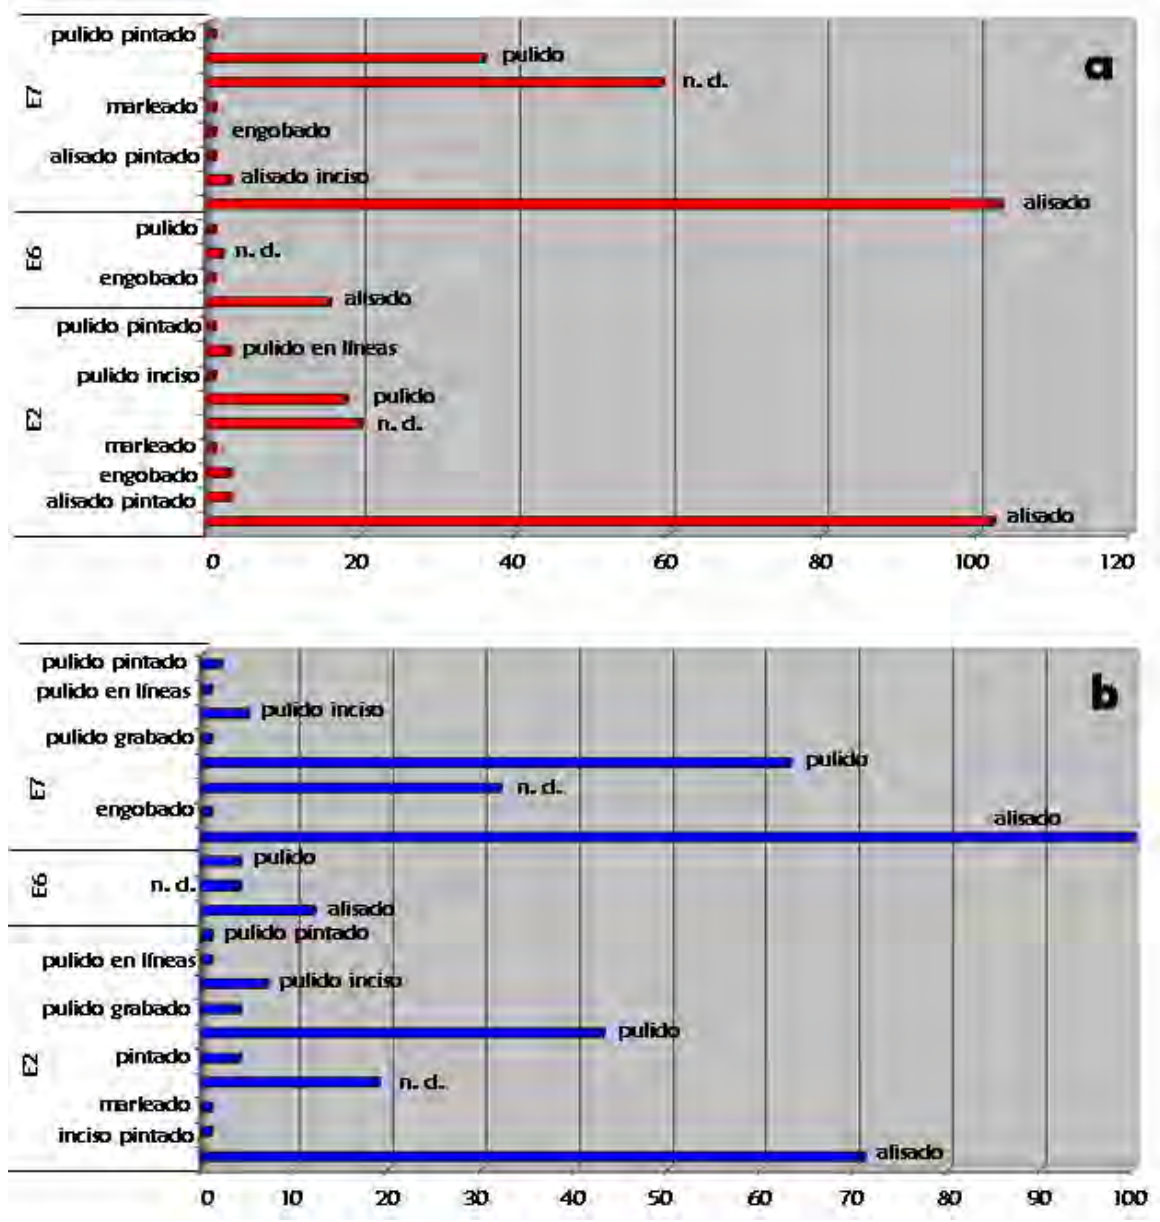 a
E7
pulido pintado
pulido
n. d.
marleado
engobado
alisado pintado
alisado inciso
alisado
E6
pulido
n. d.
engobado
alisado
E2
pulido pintado
pulido en líneas
pulido inciso
pulido
n. d.
marleado
engobado
alisado pintado
alisado
0 20 40 60 80 100 120
b
E7
pulido pintado
pulido en líneas
pulido inciso
pulido grabado
pulido
n. d.
engobado
alisado
E6
pulido
n. d.
alisado
E2
pulido pintado
pulido en líneas
pulido inciso
pulido grabado
pulido
pintado
n. d.
marleado
inciso pintado
alisado
0 10 20 30 40 50 60 70 80 90 100